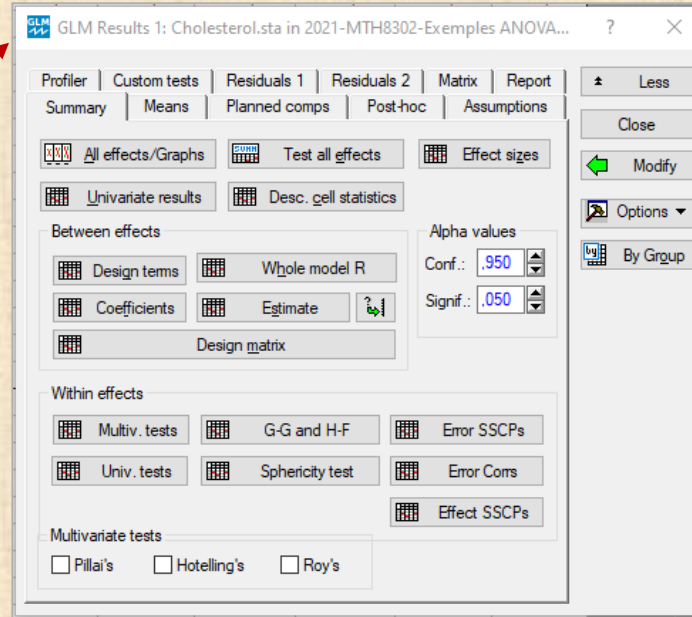 GLM
GLM Results 1: Cholesterol.sta in 2021-MTH8302-Exemples ANOVA... ? ×
Profiler Custom tests Residuals 1 Residuals 2 Matrix Report
Summary Means Planned comps Post-hoc Assumptions
Less
Close
Modify
Options
By Group
All effects/Graphs Test all effects Effect sizes
Univariate results Desc. cell statistics
Between effects
Design terms Whole model R
Coefficients Estimate
Design matrix
Alpha values
Conf.: .950
Signif.: .050
Within effects
Multiv. tests G-G and H-F Error SSCPs
Univ. tests Sphericity test Error Corrs
Effect SSCPs
Multivariate tests
Pillai's Hotelling's Roy's